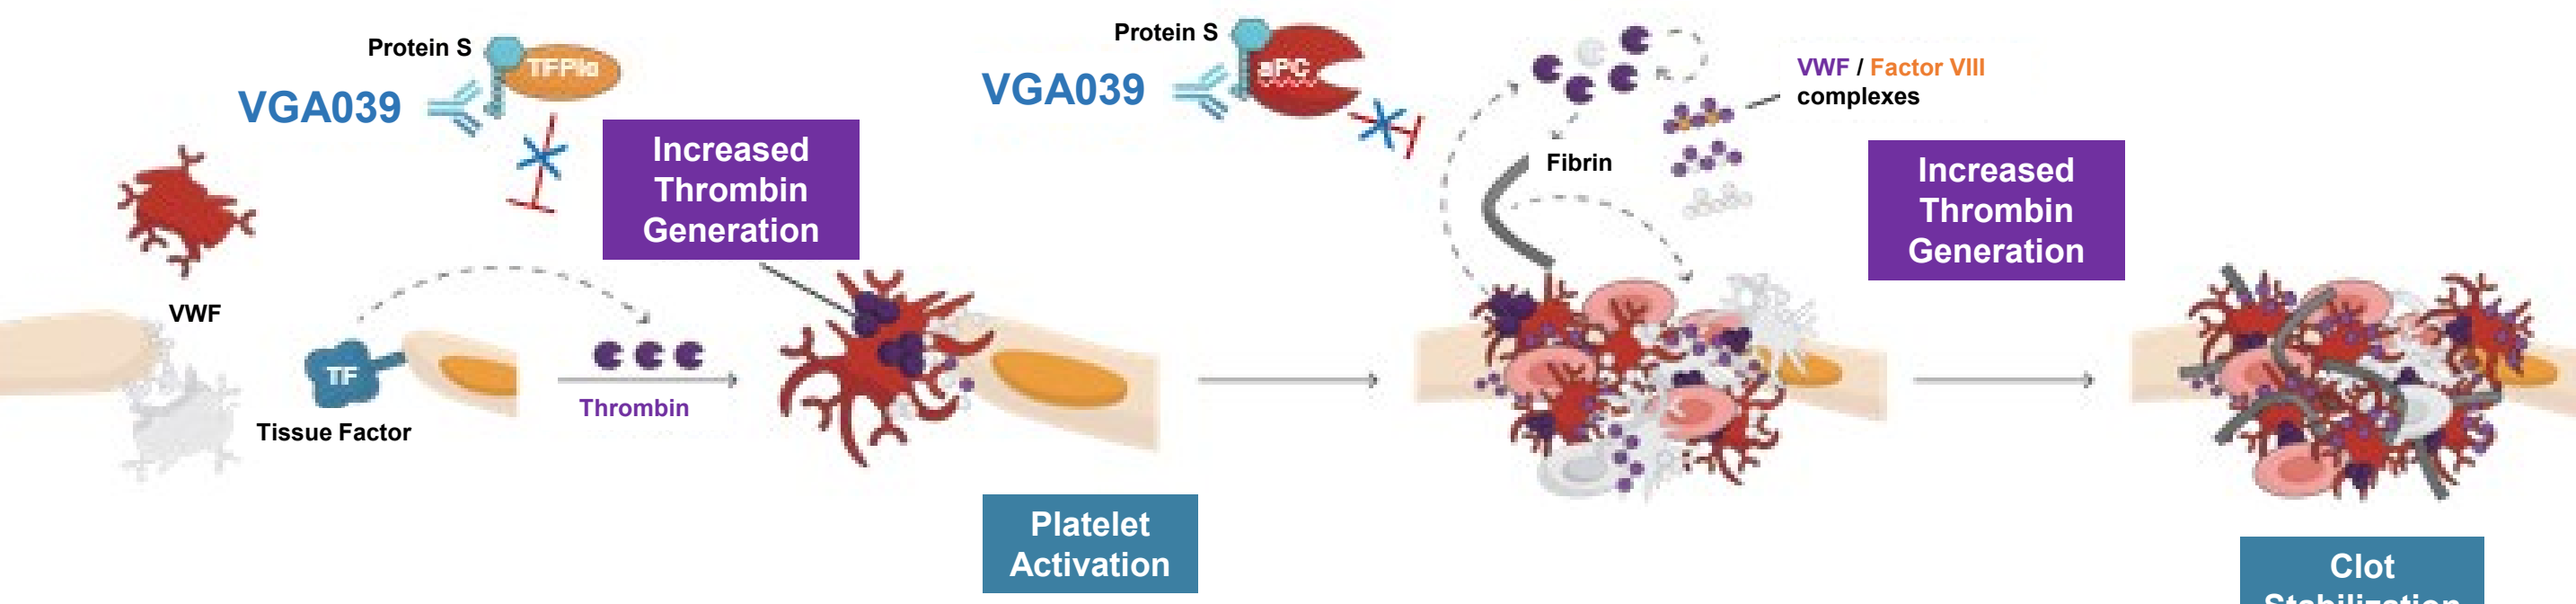 Protein S
TFPIα
VGA039
Increased
Thrombin
Generation
VWF
TF
Tissue Factor
Thrombin
Platelet
Activation
Protein S
aPC
VGA039
VWF / Factor VIII
complexes
Fibrin
Increased
Thrombin
Generation
Clot
Stabilization